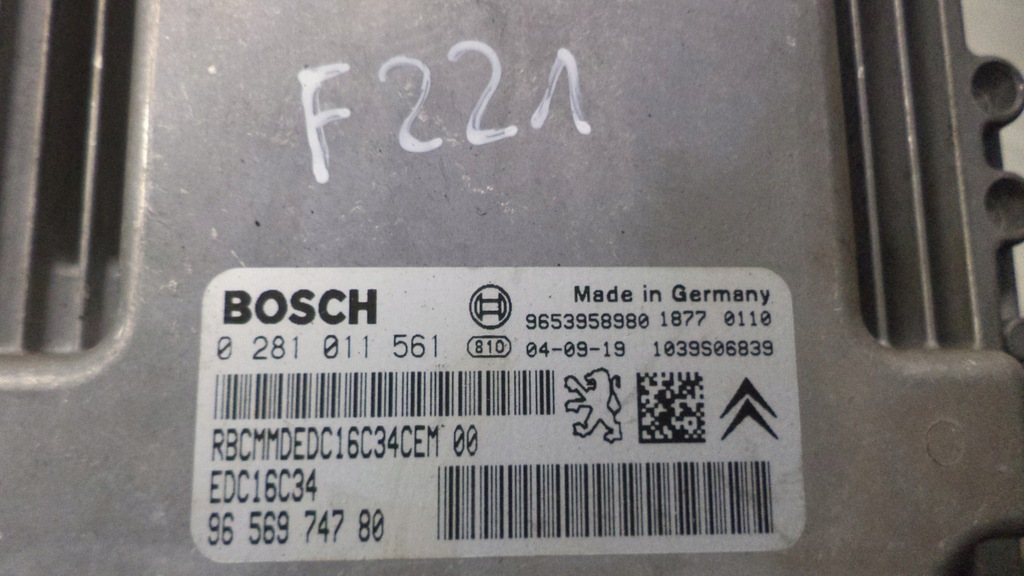 F221
BOSCH
Made in Germany
9653958980 1877 0110
0 281 011 561 810 04-09-19 1039S06839
RBCMMDEDC16C34CEM 00
EDC16C34
96 569 747 80